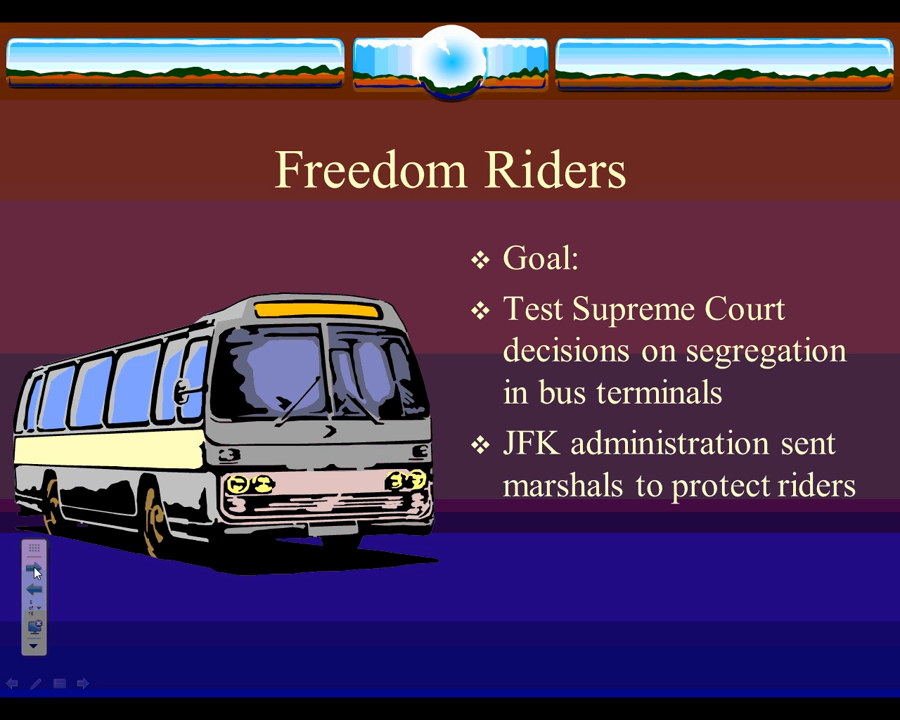 Freedom Riders
❖ Goal:
❖ Test Supreme Court
decisions on segregation
in bus terminals
❖ JFK administration sent
marshals to protect riders